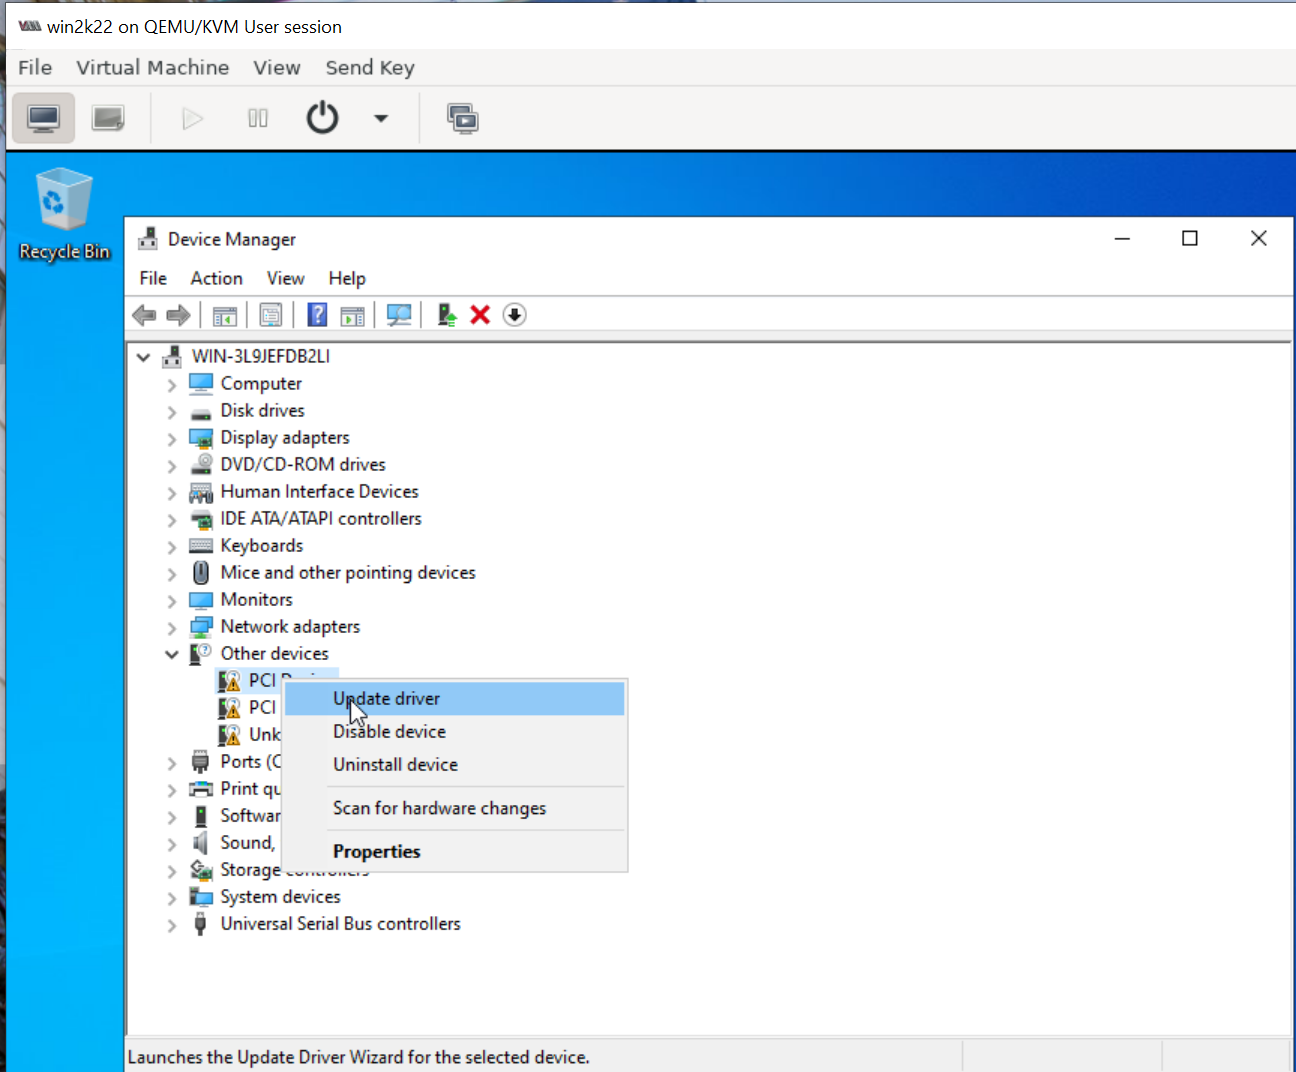 win2k22 on QEMU/KVM User session
File Virtual Machine View Send Key
Recycle Bin
Device Manager
File Action View Help
WIN-3L9JEFDB2LI
Computer
Disk drives
Display adapters
DVD/CD-ROM drives
Human Interface Devices
IDE ATA/ATAPI controllers
Keyboards
Mice and other pointing devices
Monitors
Network adapters
Other devices
PCI
Update driver
PCI
Disable device
Unk
Ports (C
Uninstall device
Print qu
Scan for hardware changes
Softwar
Sound,
Properties
Storage controllers
System devices
Universal Serial Bus controllers
Launches the Update Driver Wizard for the selected device.